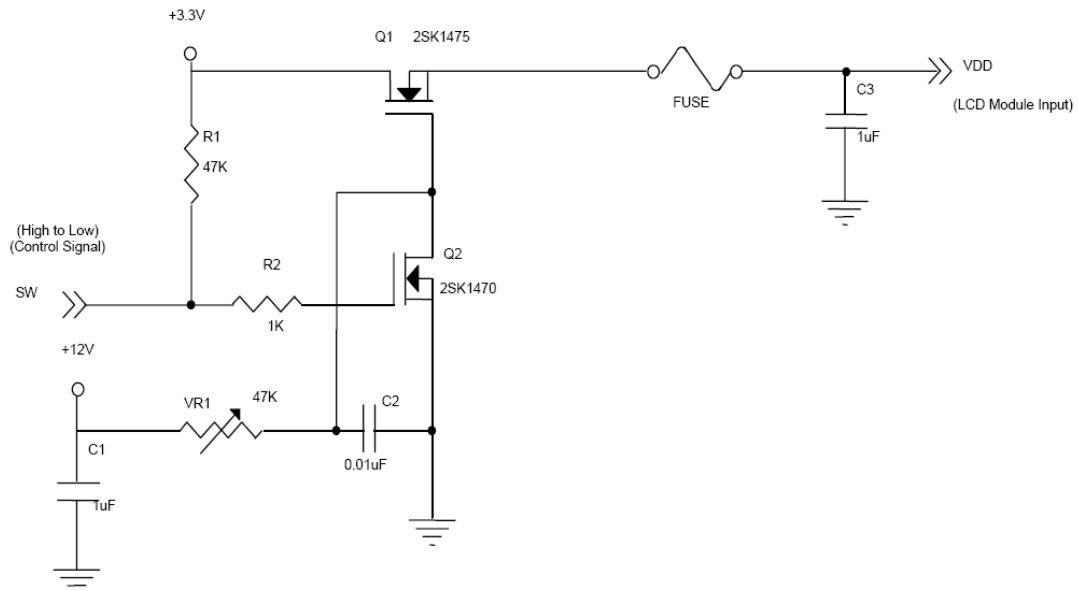 +3.3V
Q1 2SK1475
VDD
FUSE
C3
(LCD Module Input)
1uF
R1
47K
(High to Low)
(Control Signal)
Q2
R2
SW
2SK1470
1K
+12V
VR1
47K
C2
C1
0.01uF
1uF